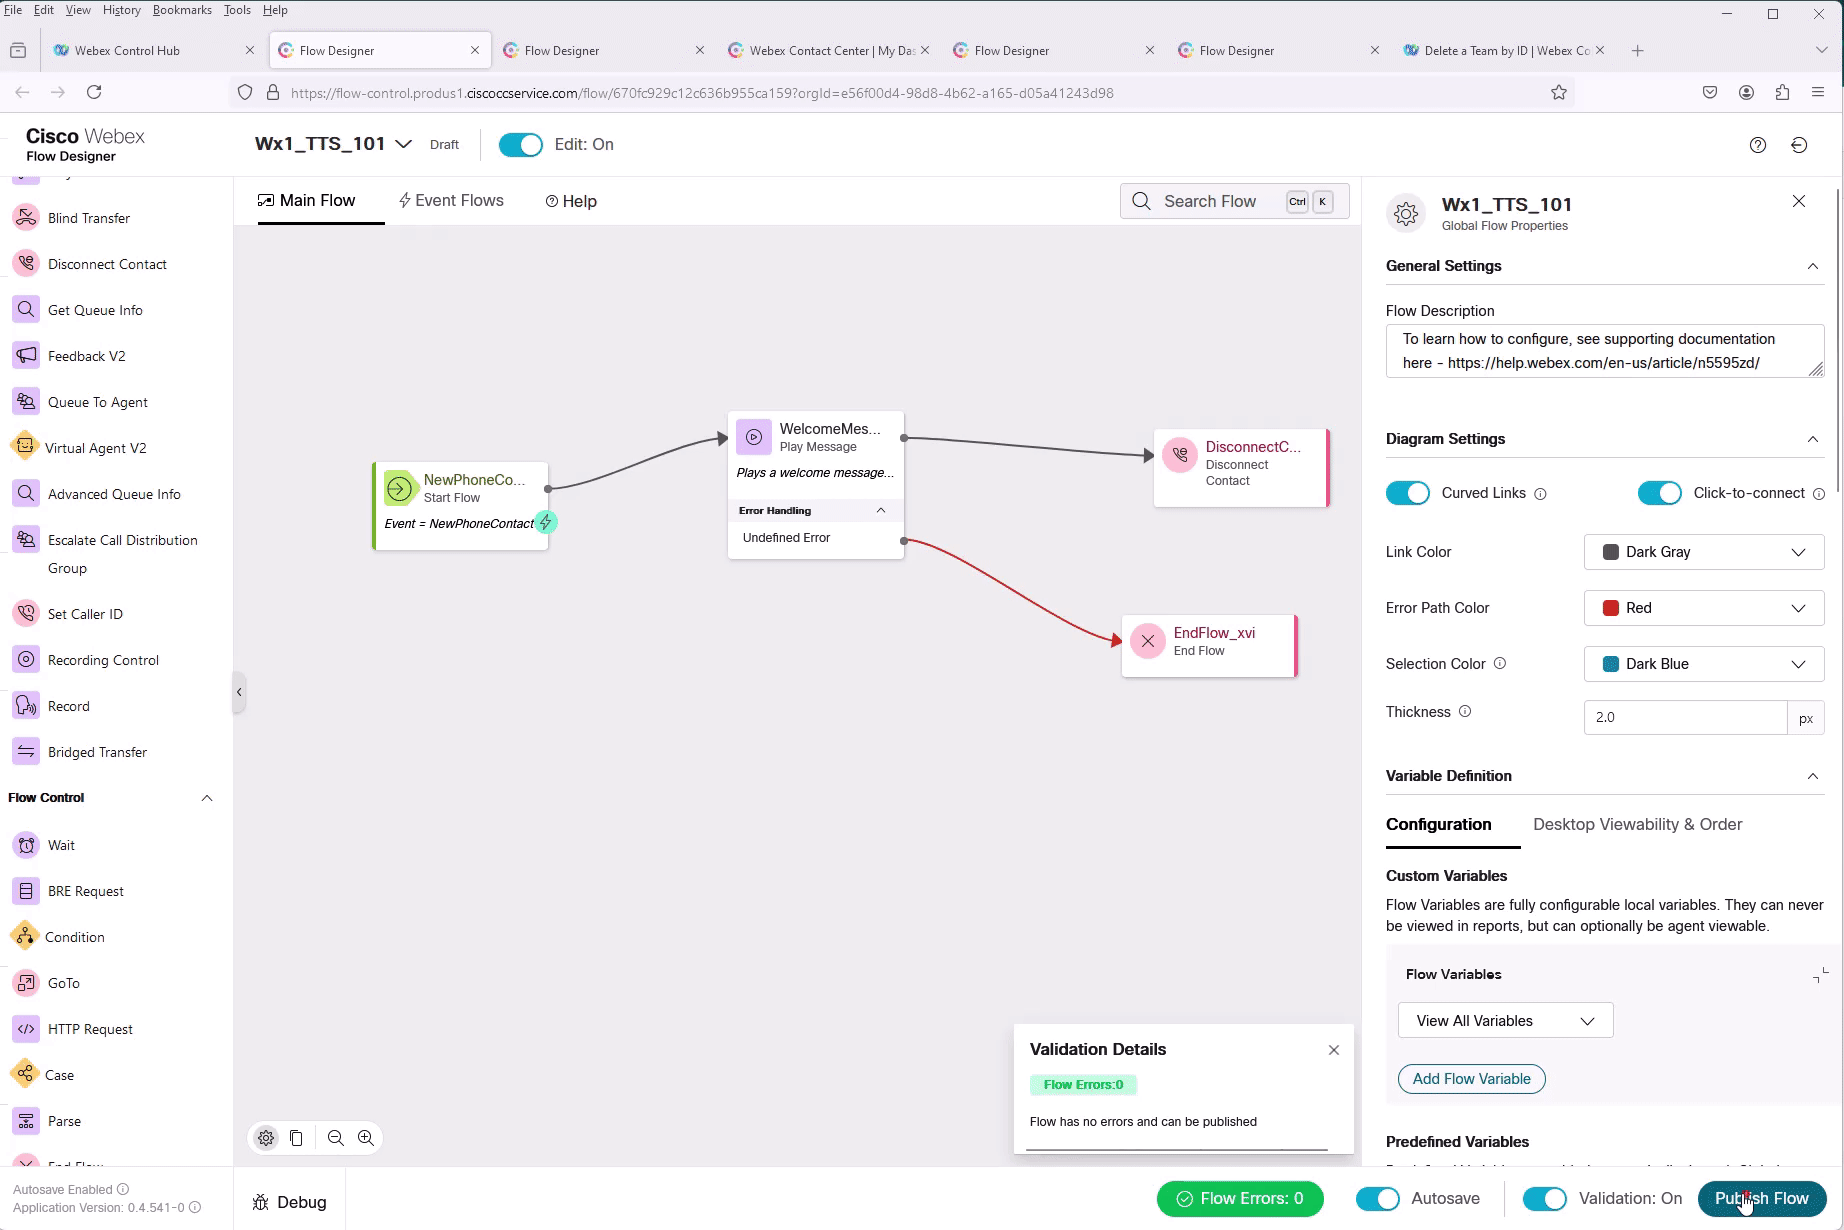 File Edit View History Bookmarks Tools Help
Webex Control Hub
Flow Designer
Flow Designer
Webex Contact Center | My Das
Flow Designer
Flow Designer
Delete a Team by ID | Webex Co
https://flow-control.produs1.ciscoccservice.com/flow/670fc929c12c636b955ca159?orgId=e56f00d4-98d8-4b62-a165-d05a41243d98
Cisco Webex
Flow Designer
Wx1_TTS_101
Draft
Edit: On
Blind Transfer
Disconnect Contact
Get Queue Info
Feedback V2
Queue To Agent
Virtual Agent V2
Advanced Queue Info
Escalate Call Distribution
Group
Set Caller ID
Recording Control
Record
Bridged Transfer
Flow Control
Wait
BRE Request
Condition
GoTo
HTTP Request
Case
Parse
End Flow
Autosave Enabled
Application Version: 0.4.541-0
Main Flow
Event Flows
Help
Search Flow
Ctrl K
NewPhoneCo...
Start Flow
Event = NewPhoneContact
WelcomeMes...
Play Message
Plays a welcome message...
Error Handling
Undefined Error
DisconnectC...
Disconnect
Contact
EndFlow_xvi
End Flow
Validation Details
Flow Errors:0
Flow has no errors and can be published
Debug
Flow Errors: 0
Autosave
Validation: On
Publish Flow
Wx1_TTS_101
Global Flow Properties
General Settings
Flow Description
To learn how to configure, see supporting documentation
here - https://help.webex.com/en-us/article/n5595zd/
Diagram Settings
Curved Links
Click-to-connect
Link Color
Dark Gray
Error Path Color
Red
Selection Color
Dark Blue
Thickness
2.0
px
Variable Definition
Configuration
Desktop Viewability & Order
Custom Variables
Flow Variables are fully configurable local variables. They can never
be viewed in reports, but can optionally be agent viewable.
Flow Variables
View All Variables
Add Flow Variable
Predefined Variables